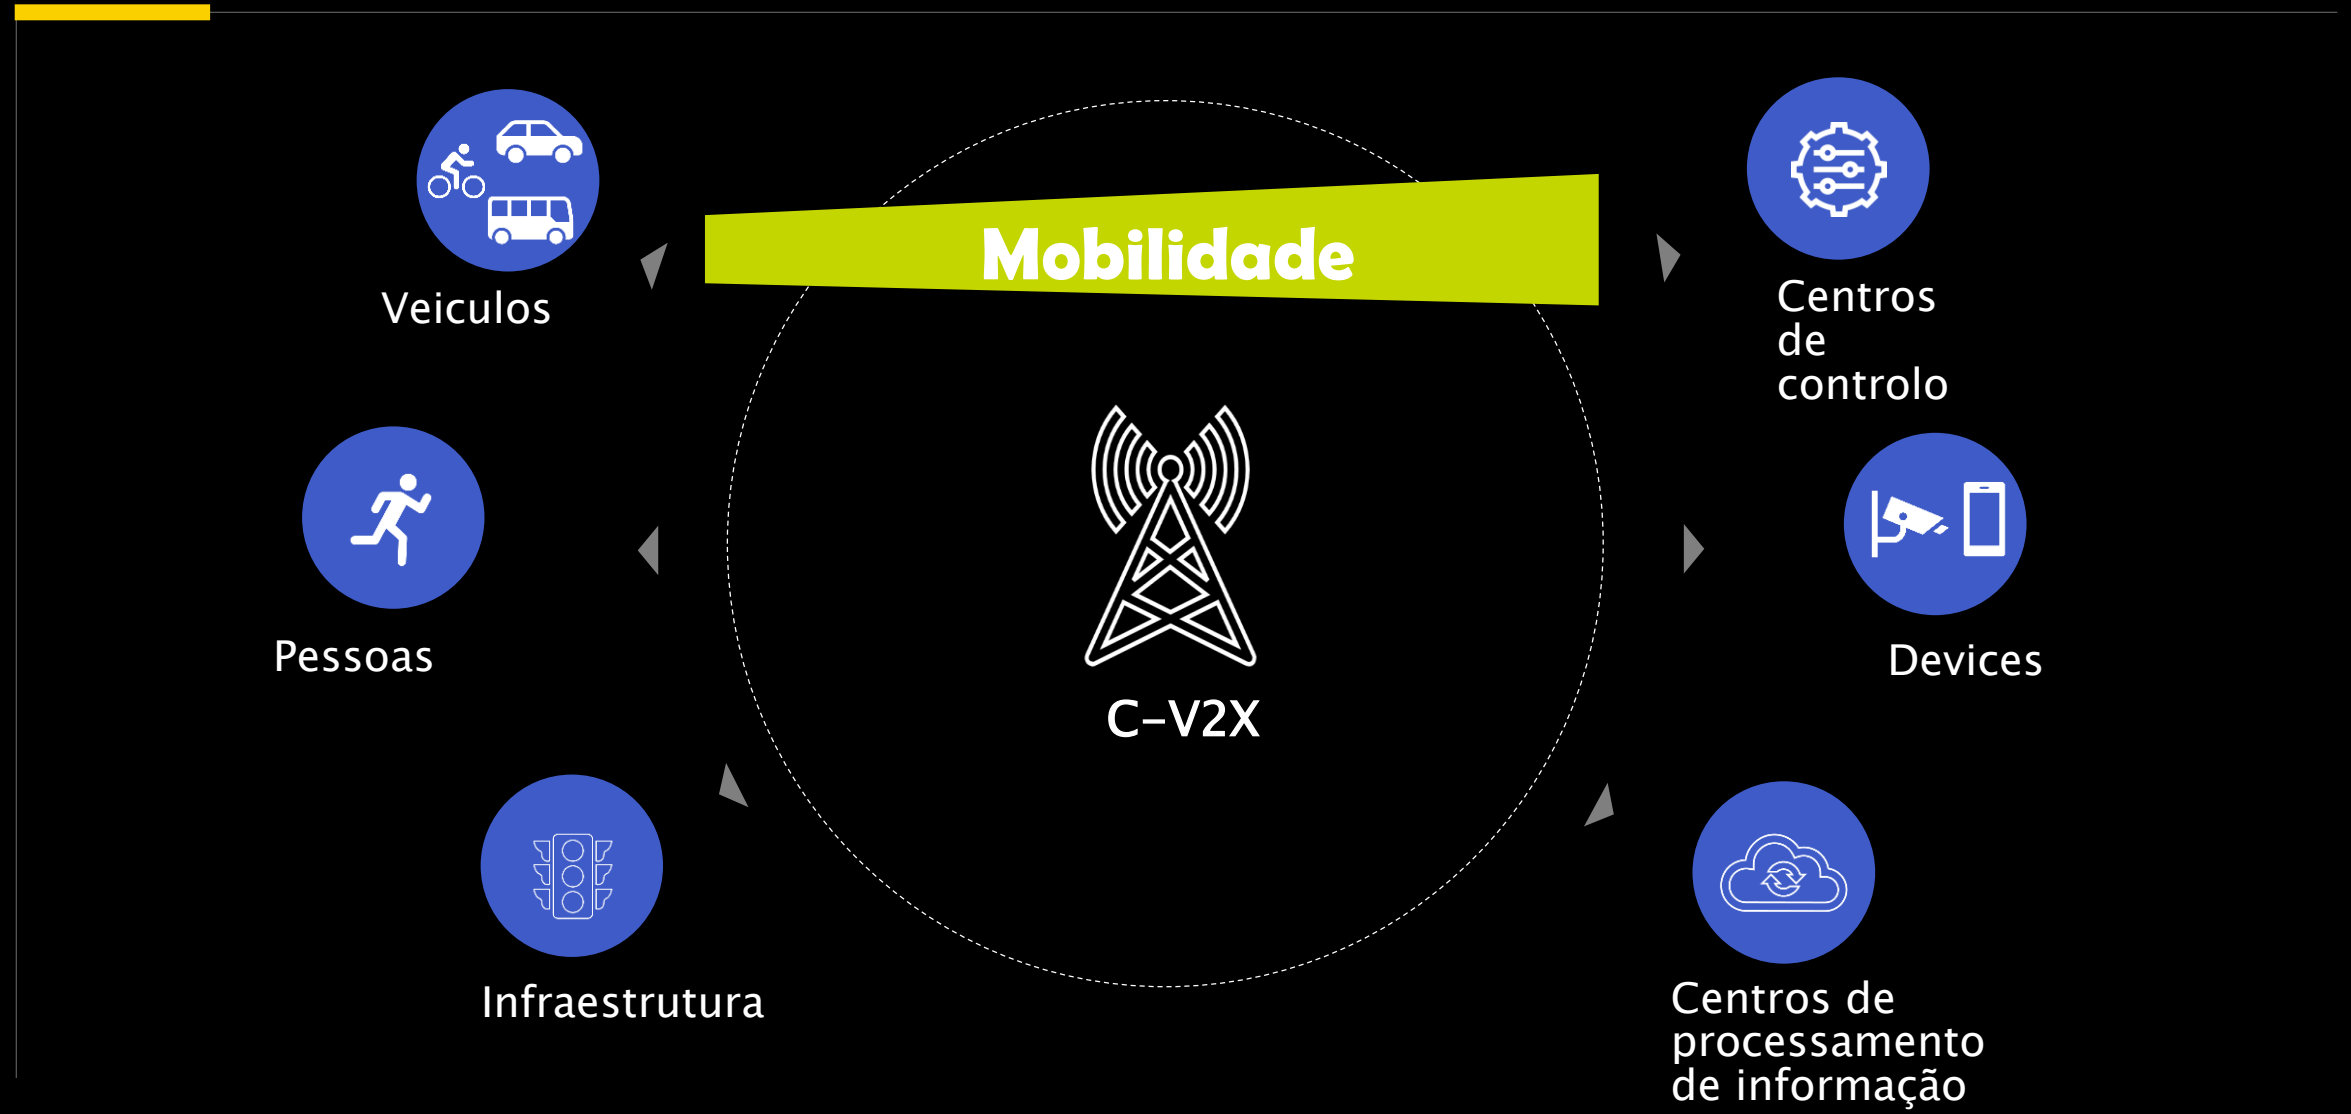 Mobilidade
Veiculos
Centros
de
controlo
Pessoas
Devices
C-V2X
Infraestrutura
Centros de
processamento
de informação